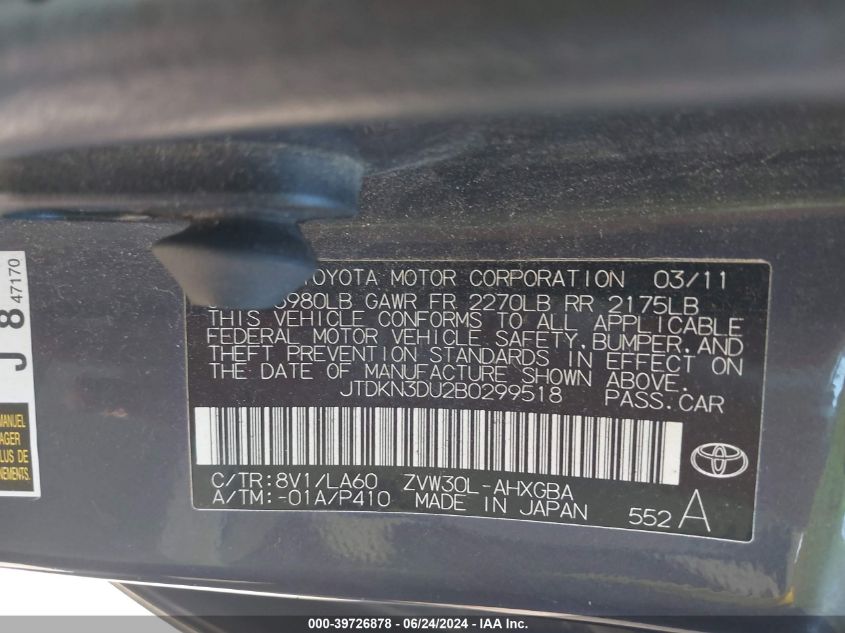 TOYOTA MOTOR CORPORATION 03/11
980LB GAWR FR 2270LB RR 2175LB
THIS VEHICLE CONFORMS TO ALL APPLICABLE
FEDERAL MOTOR VEHICLE SAFETY, BUMPER, AND
THEFT PREVENTION STANDARDS IN EFFECT ON
THE DATE OF MANUFACTURE SHOWN ABOVE.
JTDKN3DU2B0299518 PASS.CAR
C/TR:8V1/LA60 ZVW30L-AHXGBA
A/TM:-01A/P410 MADE IN JAPAN 552 A
J 8 47170
MANUEL
LUS DE
NEMENTS.
000-39726878 - 06/24/2024 - IAA Inc.